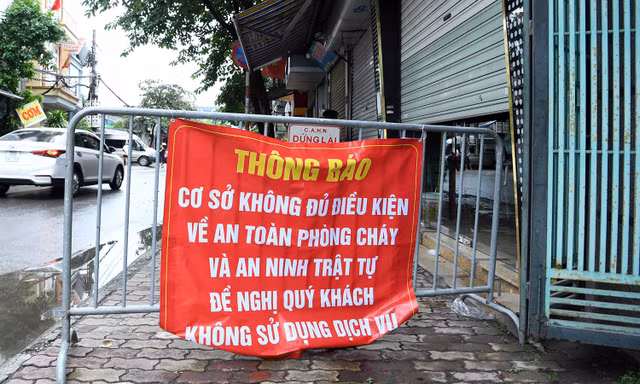 CƠM
C.A.H.N
DỪNG LẠI
THÔNG BÁO
CƠ SỞ KHÔNG ĐỦ ĐIỀU KIỆN
VỀ AN TOÀN PHÒNG CHÁY
VÀ AN NINH TRẬT TỰ
ĐỀ NGHỊ QUÝ KHÁCH
KHÔNG SỬ DỤNG DỊCH VỤ